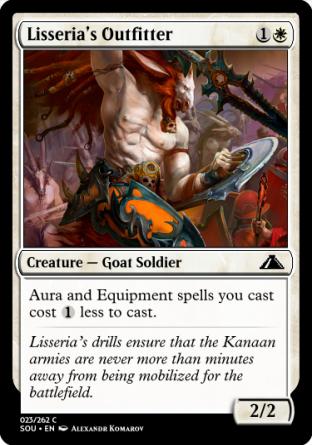 Lisseria's Outfitter 1
Creature — Goat Soldier
Aura and Equipment spells you cast
cost 1 less to cast.
Lisseria's drills ensure that the Kanaan
armies are never more than minutes
away from being mobilized for the
battlefield.
023/262 C
SOU • EN ALEXANDR KOMAROV
2/2